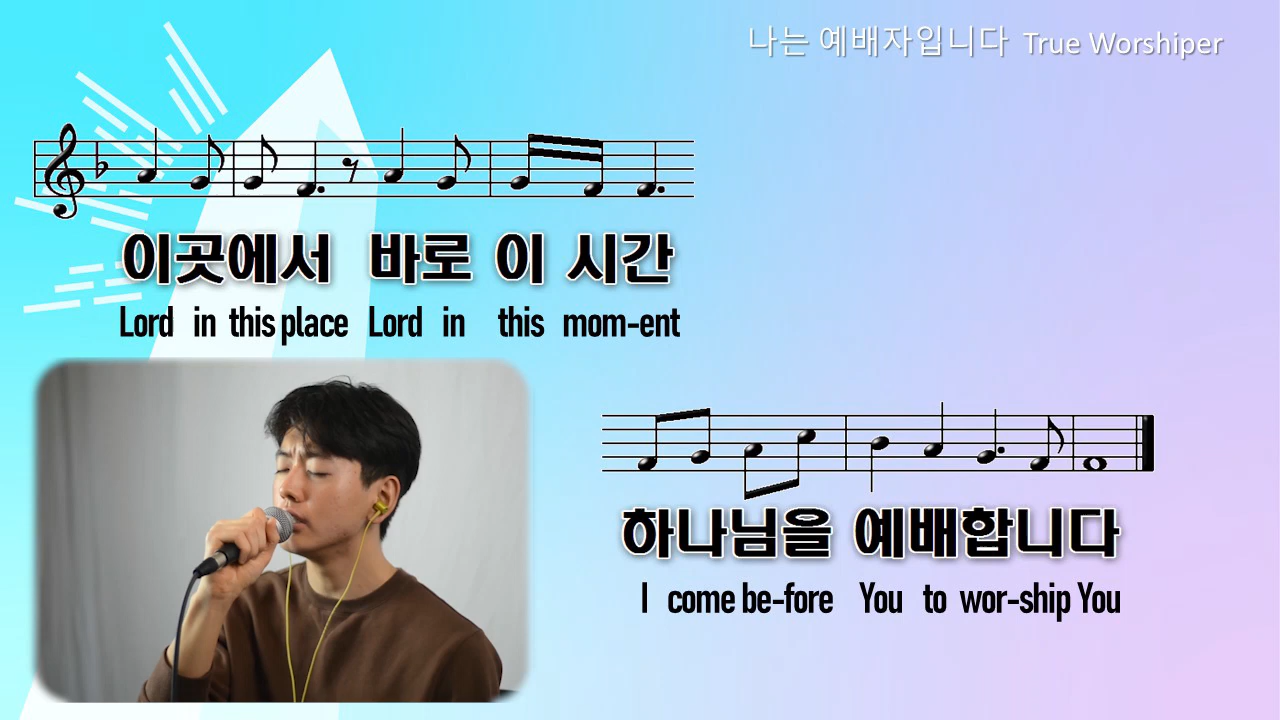 나는 예배자입니다 True Worshiper
이곳에서 바로 이 시간
Lord in this place Lord in this mom-ent
하나님을 예배합니다
I come be-fore You to wor-ship You